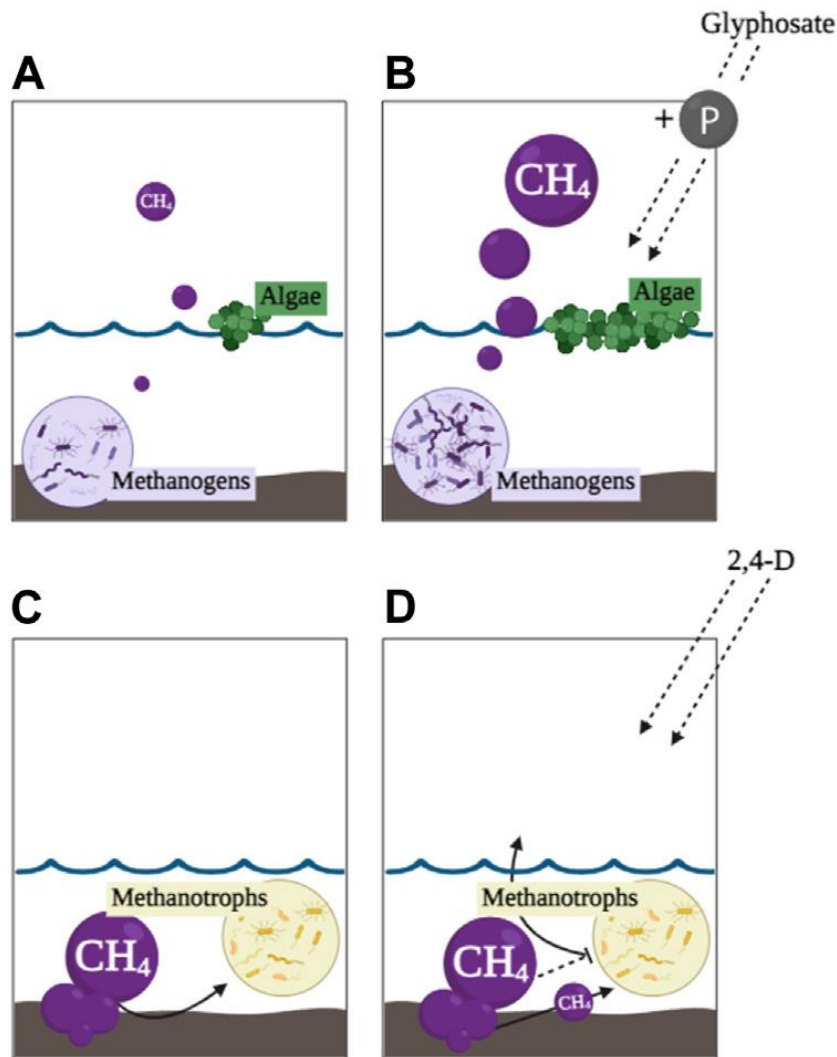 Glyphosate
A
B
+ P
CH₄
CH₄
Algae
Algae
Methanogens
Methanogens
2,4-D
C
D
Methanotrophs
Methanotrophs
CH₄
CH₄
CH₄